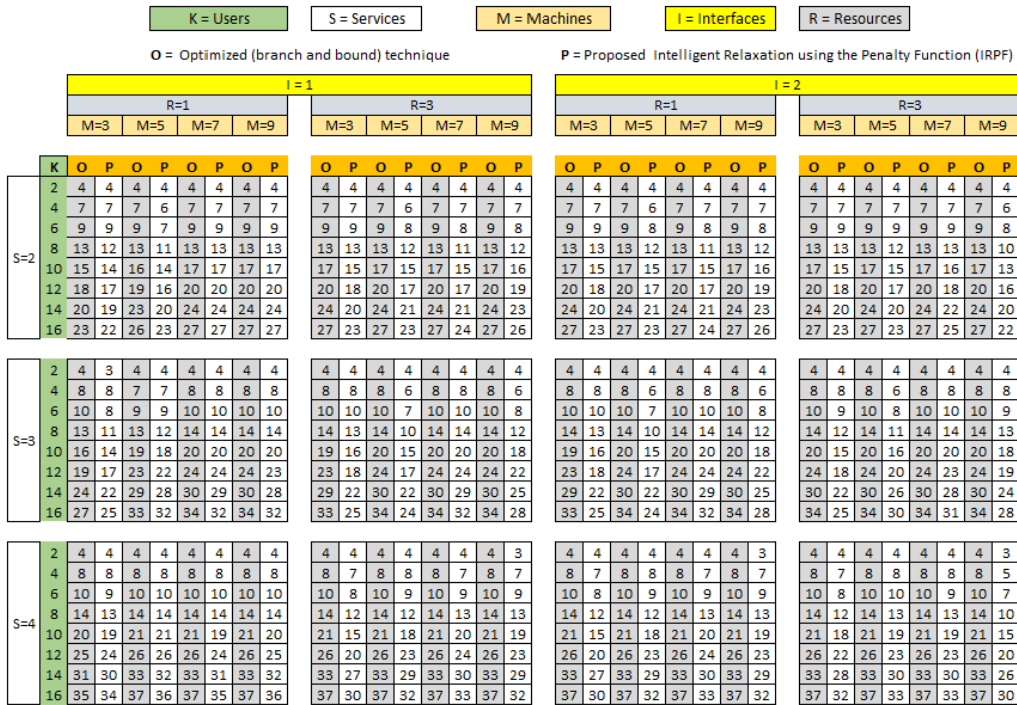 K = Users S = Services M = Machines I = Interfaces R = Resources
O = Optimized (branch and bound) technique P = Proposed Intelligent Relaxation using the Penalty Function (IRPF)
I = 1 I = 2
R=1 R=3 R=1 R=3
M=3 M=5 M=7 M=9 M=3 M=5 M=7 M=9 M=3 M=5 M=7 M=9 M=3 M=5 M=7 M=9
K O P O P O P O P O P O P O P O P O P O P O P O P O P O P O P O P
S=2
2 4 4 4 4 4 4 4 4 4 4 4 4 4 4 4 4 4 4 4 4 4 4 4 4 4 4 4 4 4 4 4 4
4 7 7 7 6 7 7 7 7 7 7 7 6 7 7 7 7 7 7 7 6 7 7 7 7 7 7 7 7 7 7 7 6
6 9 9 9 7 9 9 9 9 9 9 9 8 9 8 9 8 9 9 9 8 9 8 9 8 9 9 9 9 9 9 9 8
8 13 12 13 11 13 13 13 13 13 13 13 12 13 11 13 12 13 13 13 12 13 11 13 12 13 13 13 12 13 13 13 10
10 15 14 16 14 17 17 17 17 17 15 17 15 17 15 17 16 17 15 17 15 17 15 17 16 17 15 17 15 17 16 17 13
12 18 17 19 16 20 20 20 20 20 18 20 17 20 17 20 19 20 18 20 17 20 17 20 19 20 18 20 17 20 18 20 16
14 20 19 23 20 24 24 24 24 24 20 24 21 24 21 24 23 24 20 24 21 24 21 24 23 24 20 24 20 24 22 24 20
16 23 22 26 23 27 27 27 27 27 23 27 23 27 24 27 26 27 23 27 23 27 24 27 26 27 23 27 23 27 25 27 22
S=3
2 4 3 4 4 4 4 4 4 4 4 4 4 4 4 4 4 4 4 4 4 4 4 4 4 4 4 4 4 4 4 4 4
4 8 8 7 7 8 8 8 8 8 8 8 6 8 8 8 6 8 8 8 6 8 8 8 6 8 8 8 6 8 8 8 8
6 10 8 9 9 10 10 10 10 10 10 10 7 10 10 10 8 10 10 10 7 10 10 10 8 10 9 10 8 10 10 10 9
8 13 11 13 12 14 14 14 14 14 13 14 10 14 14 14 12 14 13 14 10 14 14 14 12 14 12 14 11 14 14 14 13
10 16 14 19 18 20 20 20 20 19 16 20 15 20 20 20 18 19 16 20 15 20 20 20 18 20 15 20 16 20 20 20 18
12 19 17 23 22 24 24 24 23 23 18 24 17 24 24 24 22 23 18 24 17 24 24 24 22 24 18 24 20 24 23 24 19
14 24 22 29 28 30 29 30 28 29 22 30 22 30 29 30 25 29 22 30 22 30 29 30 25 30 22 30 26 30 28 30 24
16 27 25 33 32 34 32 34 32 33 25 34 24 34 32 34 28 33 25 34 24 34 32 34 28 34 25 34 30 34 31 34 28
S=4
2 4 4 4 4 4 4 4 4 4 4 4 4 4 4 4 3 4 4 4 4 4 4 4 3 4 4 4 4 4 4 4 3
4 8 8 8 8 8 8 8 8 8 7 8 8 8 7 8 7 8 7 8 8 8 7 8 7 8 7 8 8 8 8 8 5
6 10 9 10 10 10 10 10 10 10 8 10 9 10 9 10 9 10 8 10 9 10 9 10 9 10 8 10 10 10 9 10 7
8 14 13 14 14 14 14 14 14 14 12 14 12 14 13 14 13 14 12 14 12 14 13 14 13 14 12 14 13 14 13 14 10
10 20 19 21 21 21 19 21 20 21 15 21 18 21 20 21 19 21 15 21 18 21 20 21 19 21 18 21 19 21 19 21 15
12 25 24 26 26 26 25 26 24 26 20 26 23 26 24 26 23 26 20 26 23 26 24 26 23 26 22 26 23 26 23 26 20
14 31 30 33 32 33 31 33 32 33 27 33 29 33 30 33 29 33 27 33 29 33 30 33 29 33 28 33 30 33 30 33 26
16 35 34 37 36 37 35 37 36 37 30 37 32 37 33 37 32 37 30 37 32 37 33 37 32 37 32 37 33 37 33 37 30